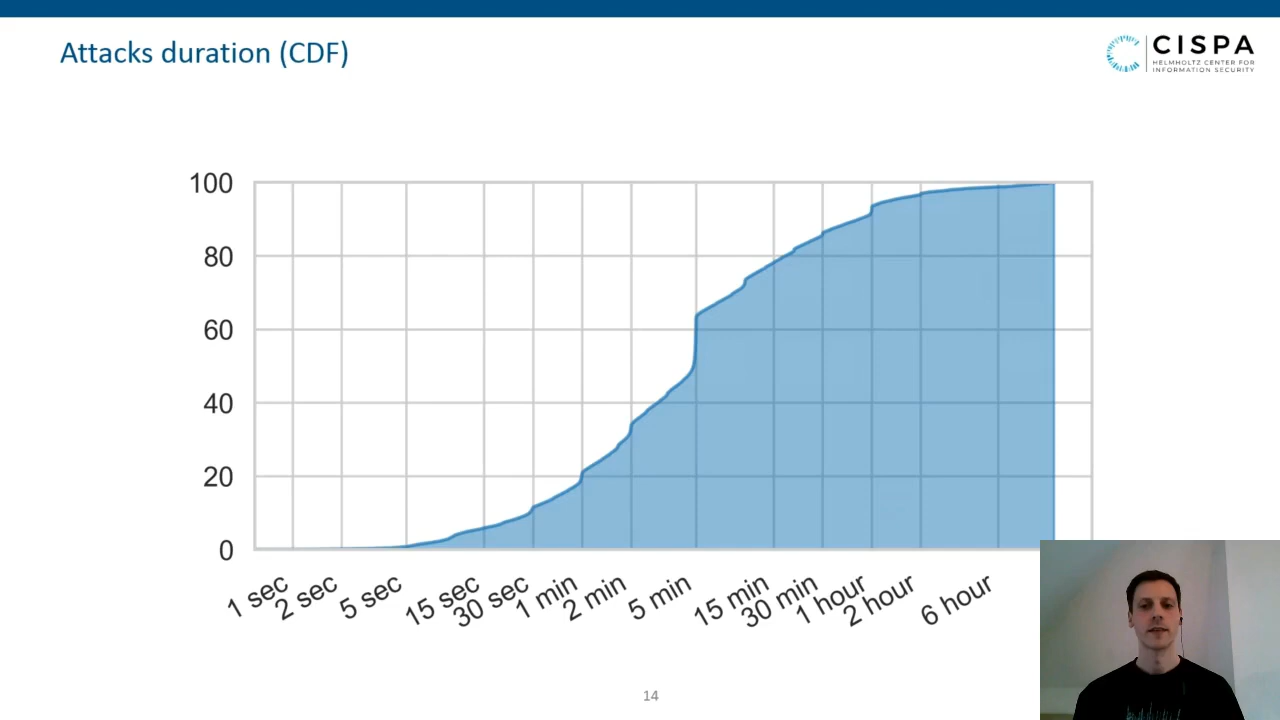 Attacks duration (CDF)
CISPA
HELMHOLTZ CENTER FOR
INFORMATION SECURITY
100
80
60
40
20
0
1 sec
2 sec
5 sec
15 sec
30 sec
1 min
2 min
5 min
15 min
30 min
1 hour
2 hour
6 hour
14